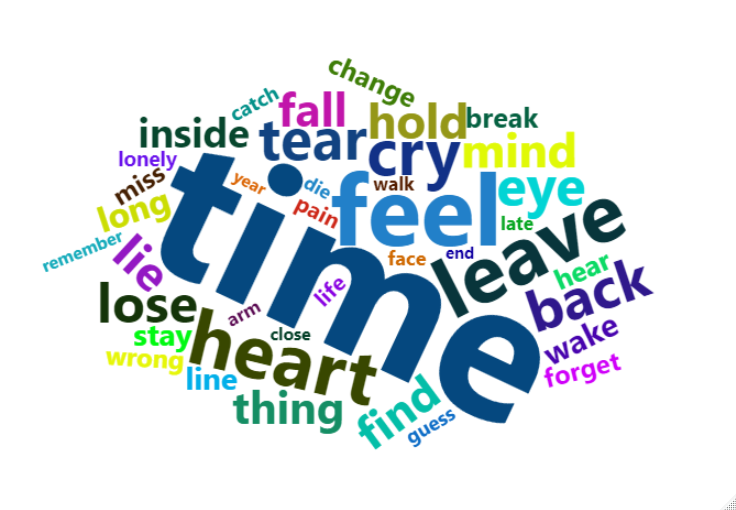 change
catch
fall
hold
break
inside
tear
cry
mind
lonely
miss
year
die
walk
feel
eye
long
pain
late
time
leave
remember
lie
face
end
hear
life
back
lose
arm
stay
heart
close
wake
wrong
line
forget
thing
find
guess